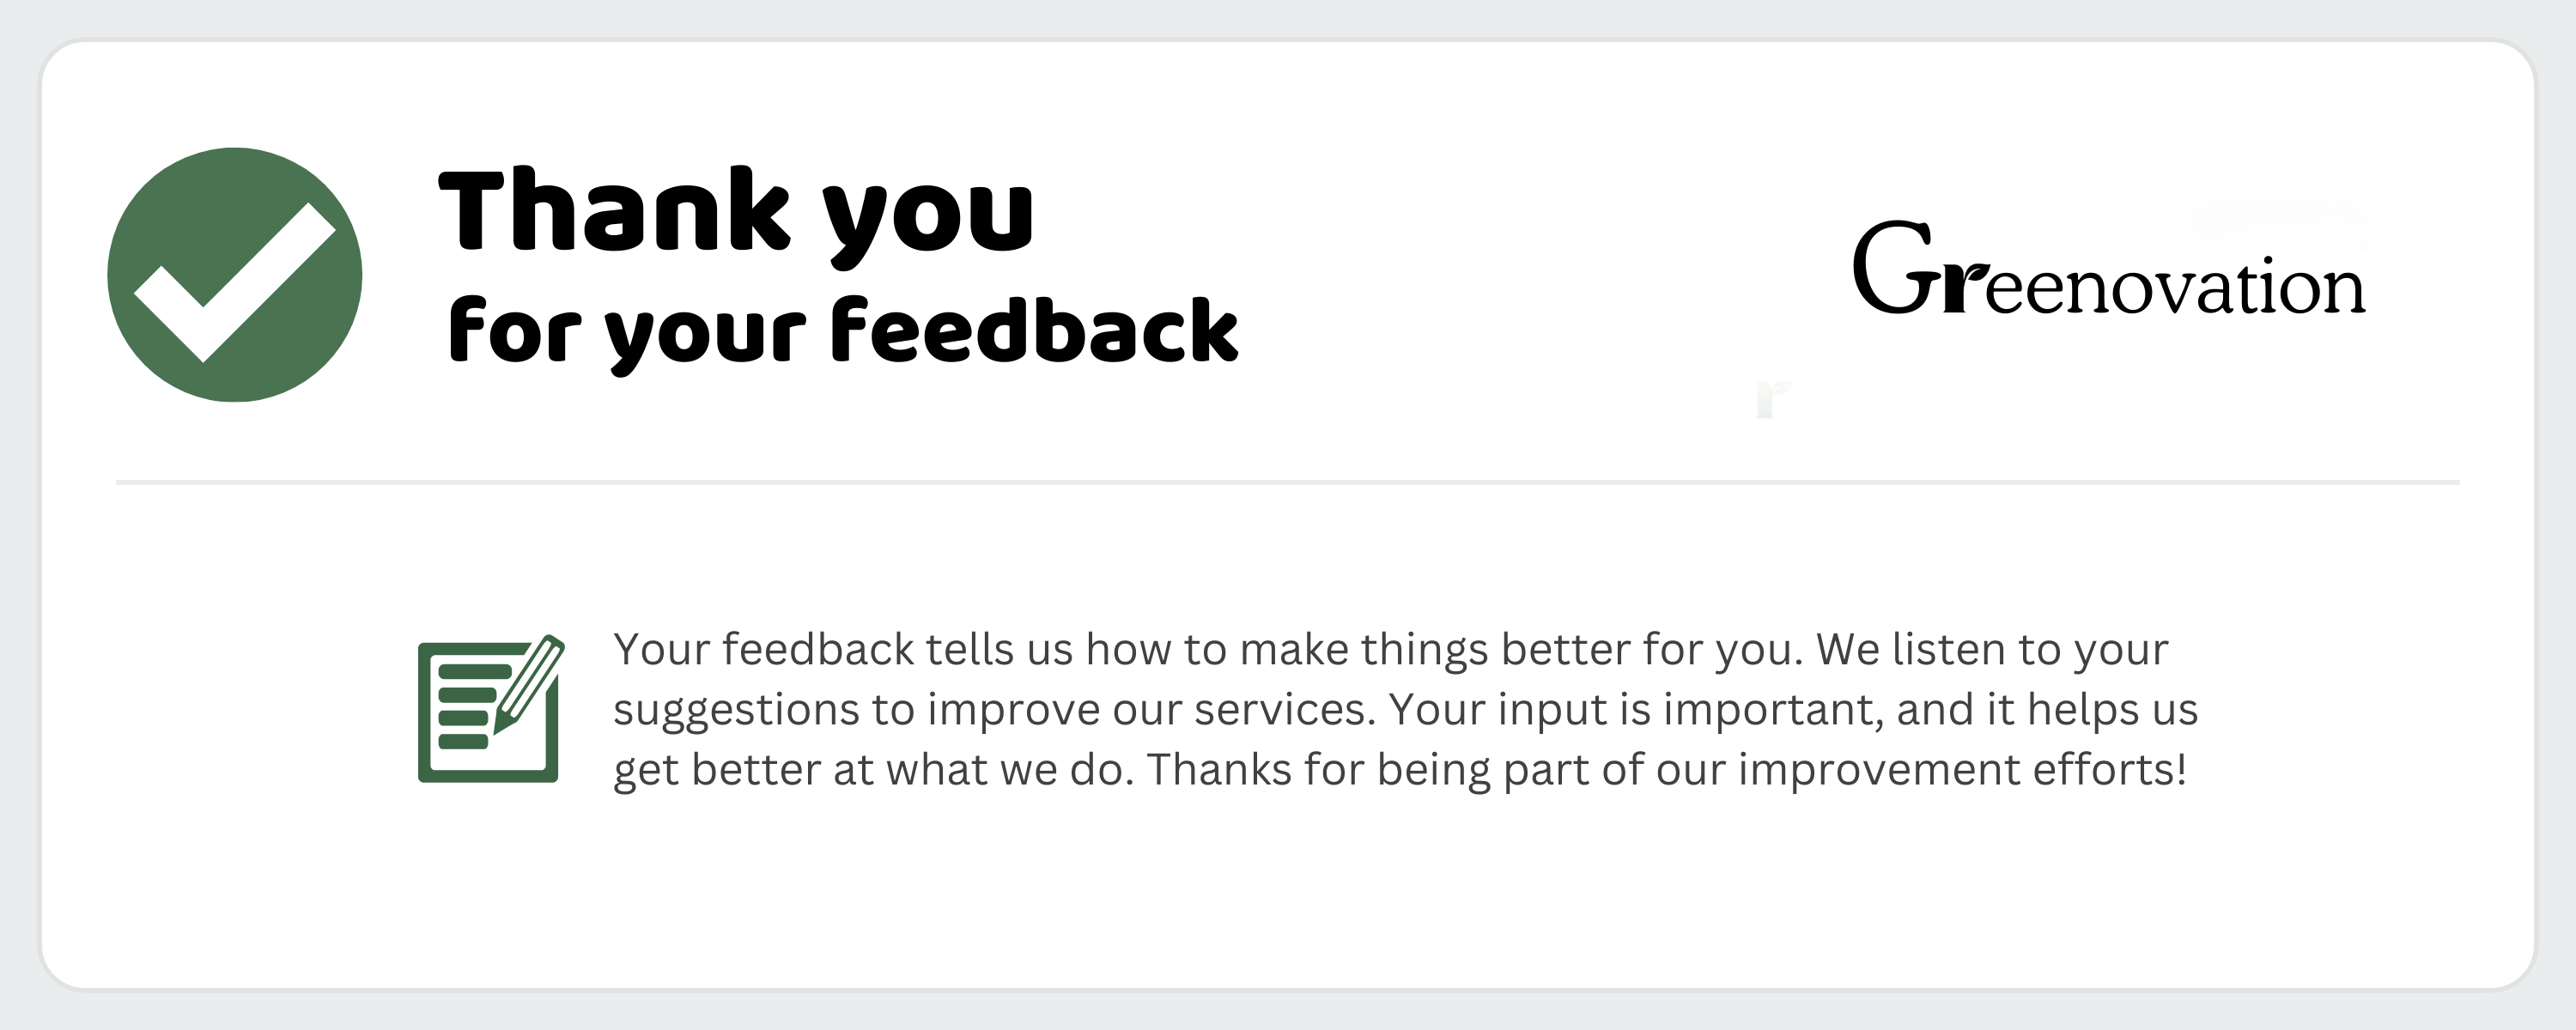 Thank you
for your feedback
Greenovation
r
Your feedback tells us how to make things better for you. We listen to your
suggestions to improve our services. Your input is important, and it helps us
get better at what we do. Thanks for being part of our improvement efforts!